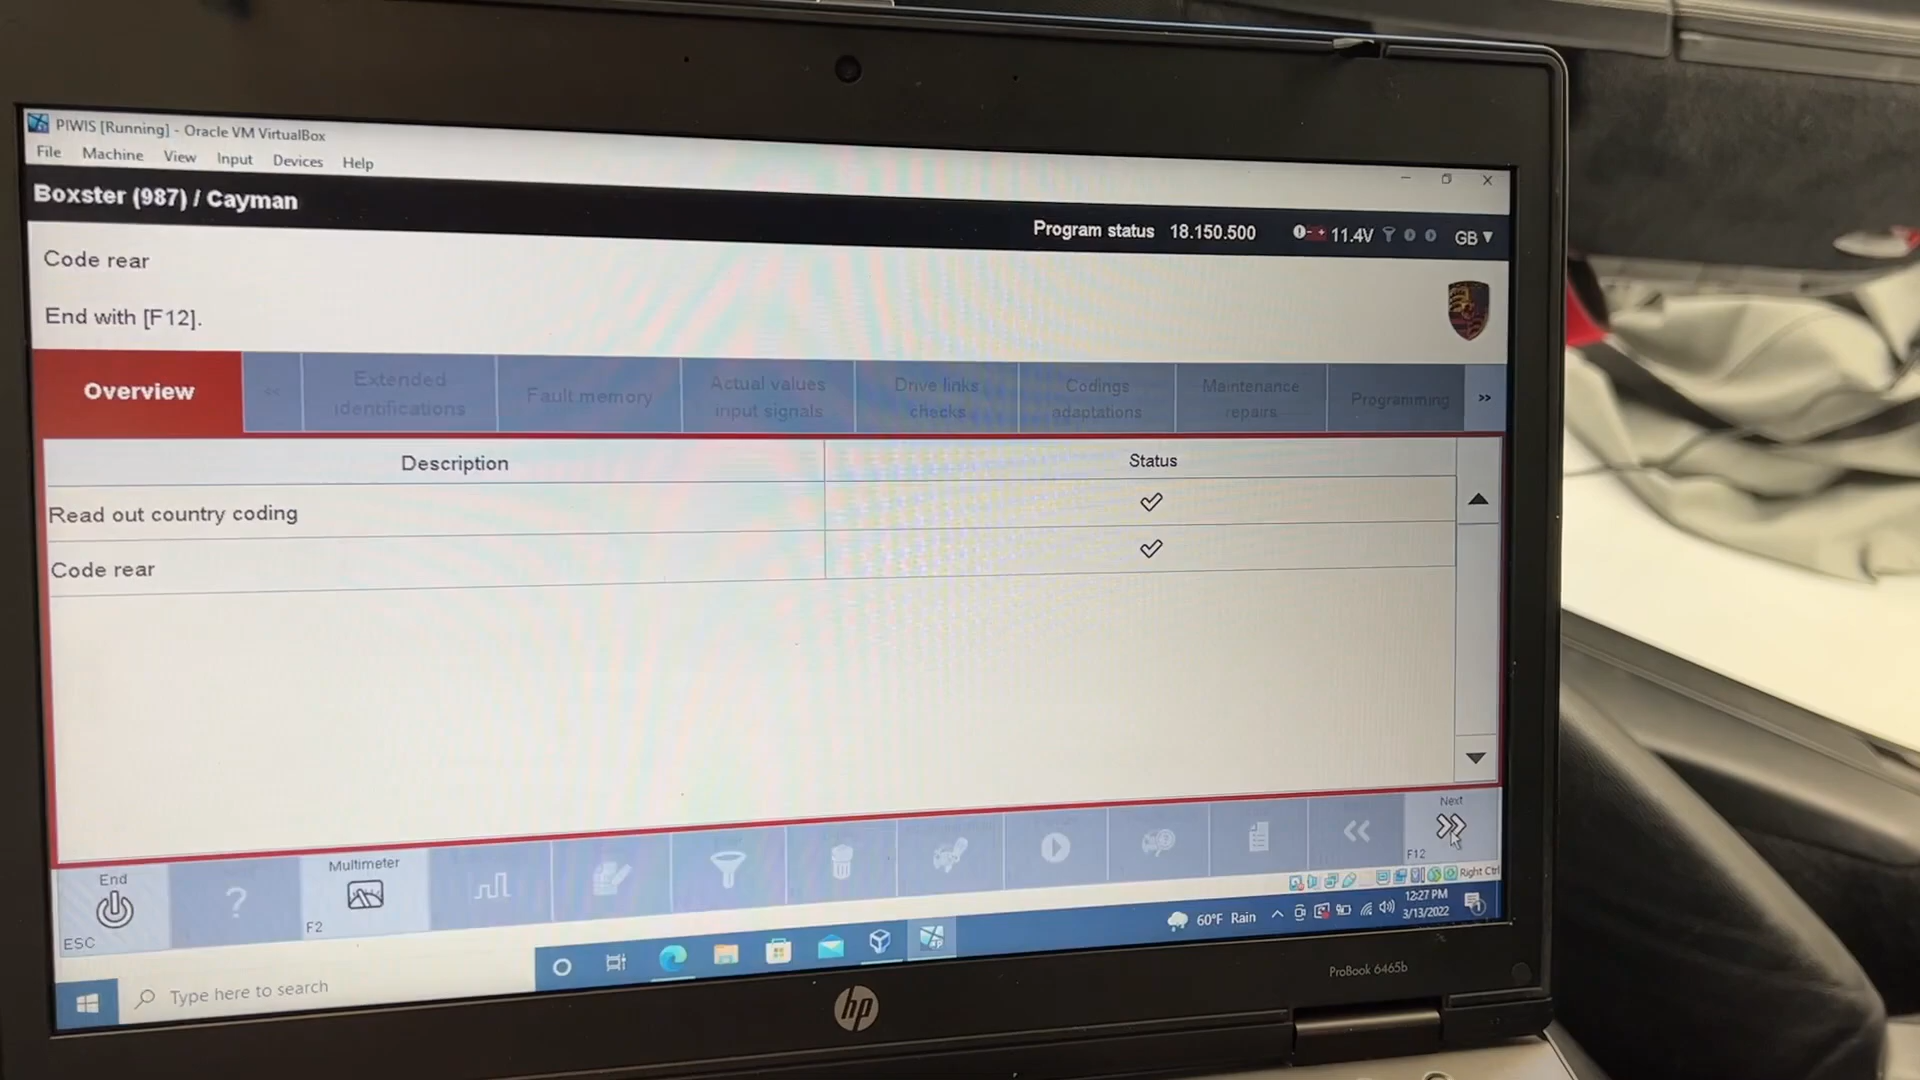 PIWIS [Running] - Oracle VM VirtualBox
File Machine View Input Devices Help
Boxster (987) / Cayman
Program status 18.150.500 11.4V GB
Code rear
End with [F12].
Overview << Extended identifications Fault memory Actual values input signals Drive links checks Codings adaptations Maintenance repairs Programming >>
Description Status
Read out country coding
Code rear
End ESC
?
Multimeter F2
Next F12
Right Ctrl
60°F Rain
12:27 PM
3/13/2022
1
Type here to search
hp
ProBook 6465b